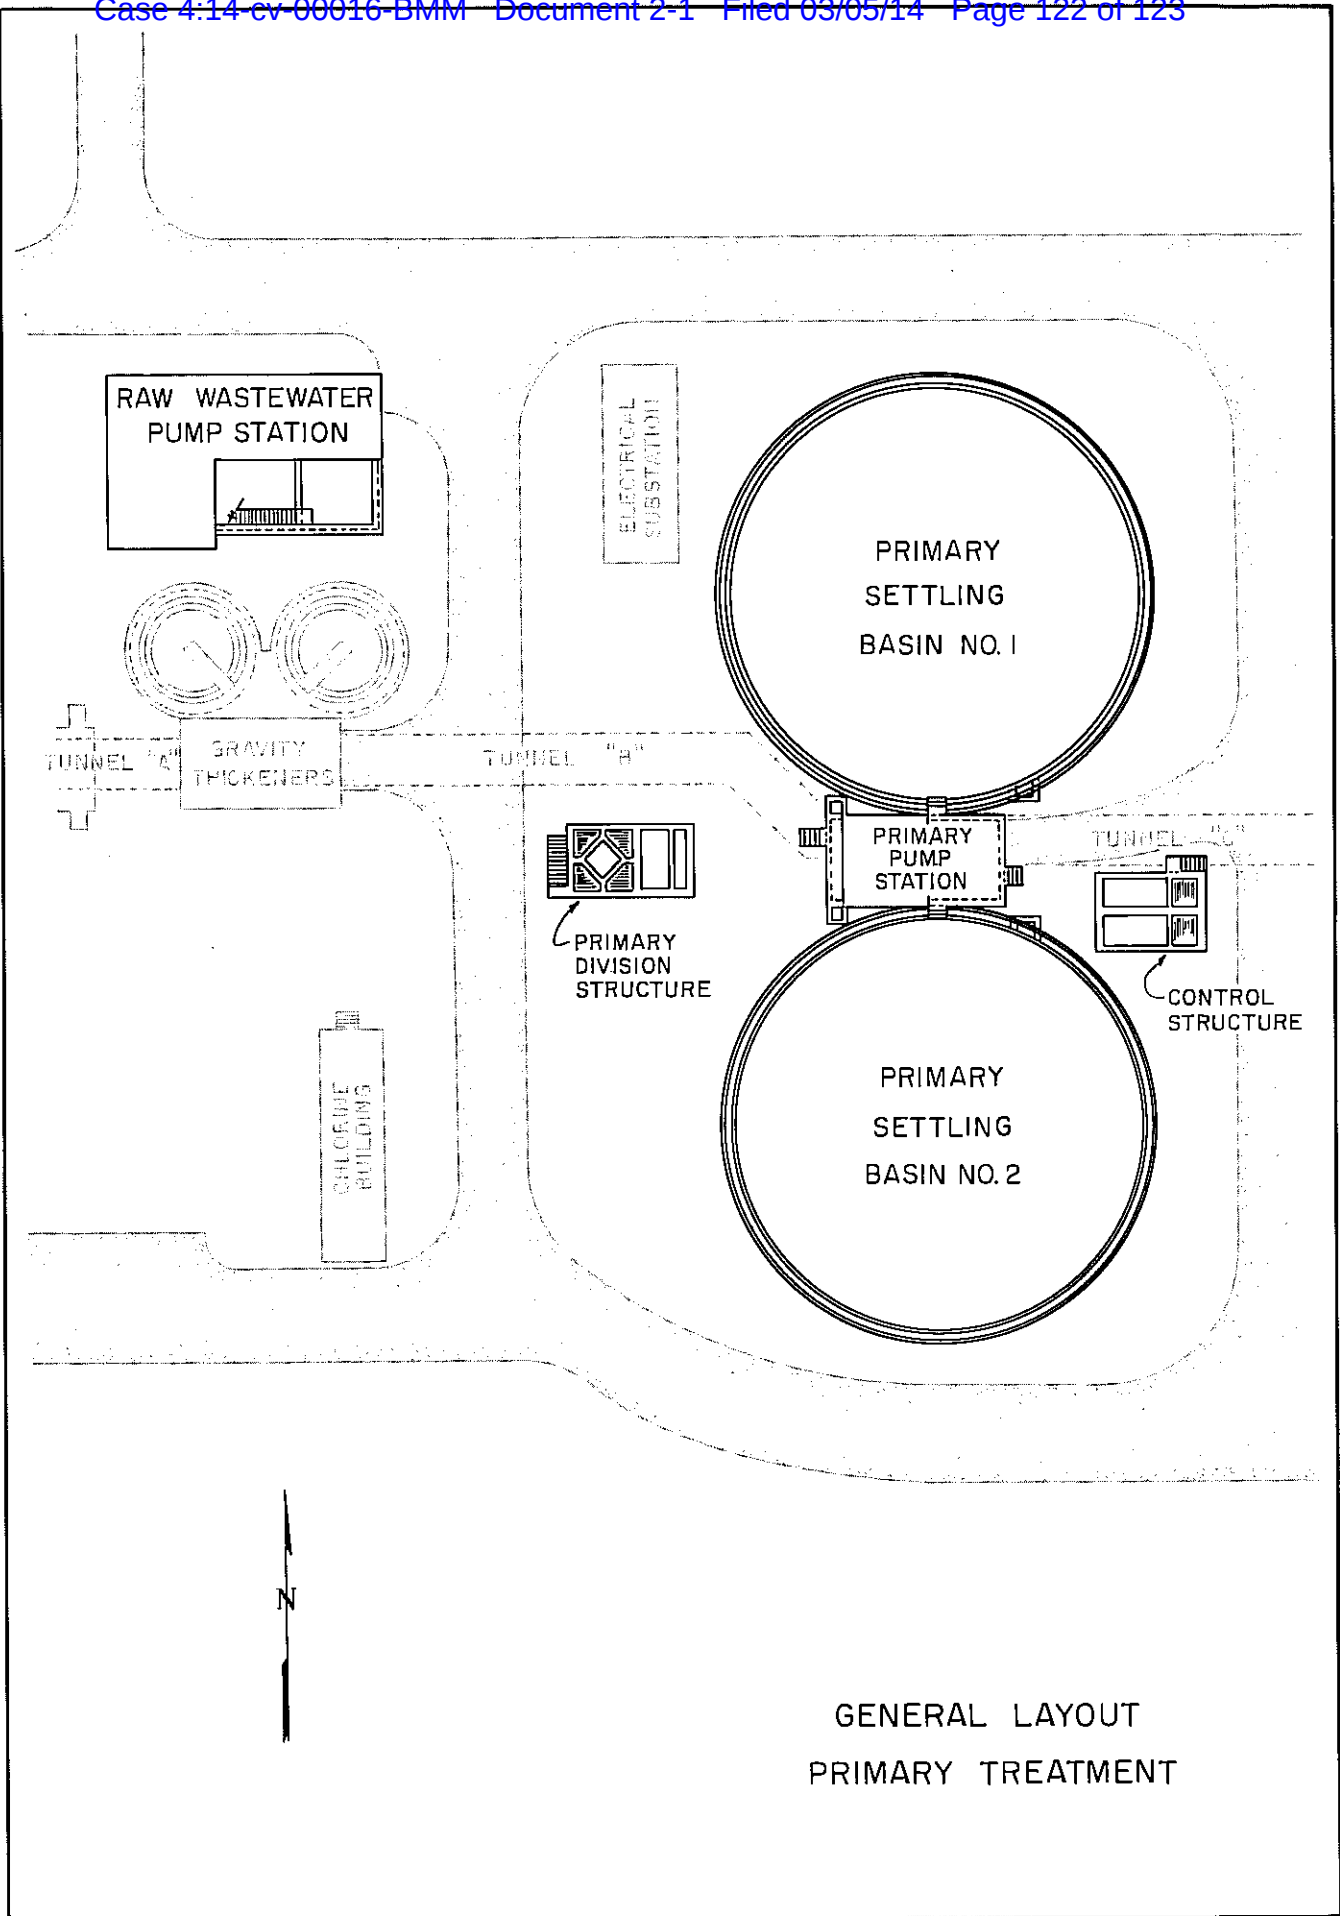 Case 4:14-cv-00016-BMM Document 2-1 Filed 03/05/14 Page 122 of 123
RAW WASTEWATER
PUMP STATION
ELECTRICAL
SUBSTATION
PRIMARY
SETTLING
BASIN NO. 1
TUNNEL "A"
GRAVITY
THICKENERS
TUNNEL "B"
PRIMARY
PUMP
STATION
TUNNEL "C"
PRIMARY
DIVISION
STRUCTURE
CONTROL
STRUCTURE
CHLORINE
BUILDING
PRIMARY
SETTLING
BASIN NO. 2
N
GENERAL LAYOUT
PRIMARY TREATMENT